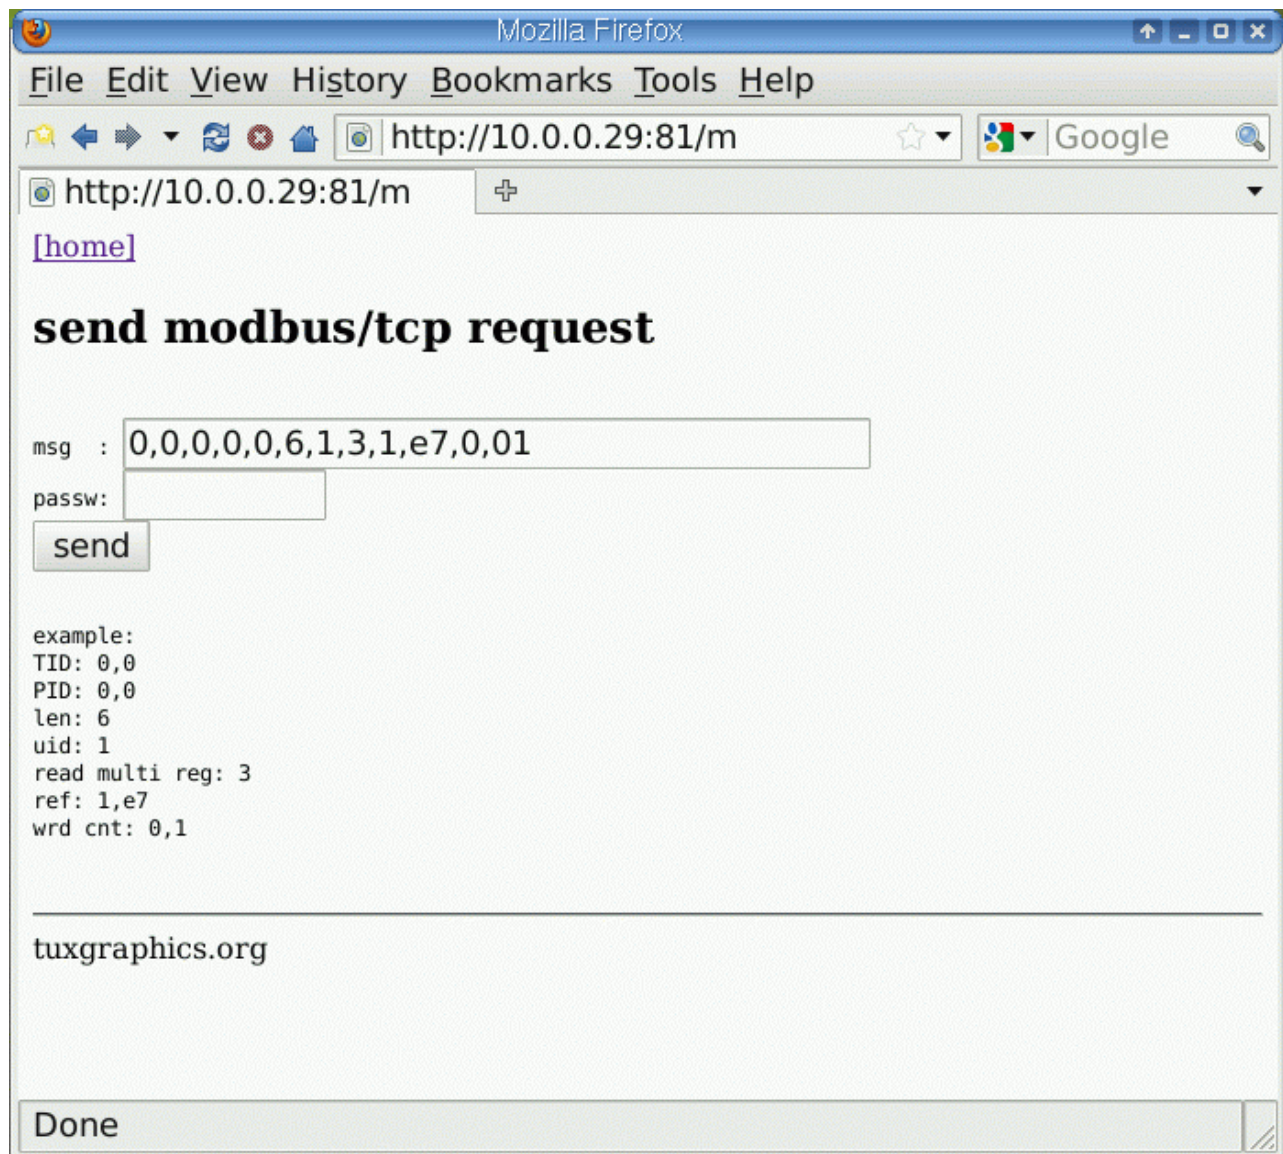 Mozilla Firefox
File Edit View History Bookmarks Tools Help
http://10.0.0.29:81/m Google
http://10.0.0.29:81/m
[home]
send modbus/tcp request
msg : 0,0,0,0,0,6,1,3,1,e7,0,01
passw:
send
example:
TID: 0,0
PID: 0,0
len: 6
uid: 1
read multi reg: 3
ref: 1,e7
wrd cnt: 0,1
tuxgraphics.org
Done